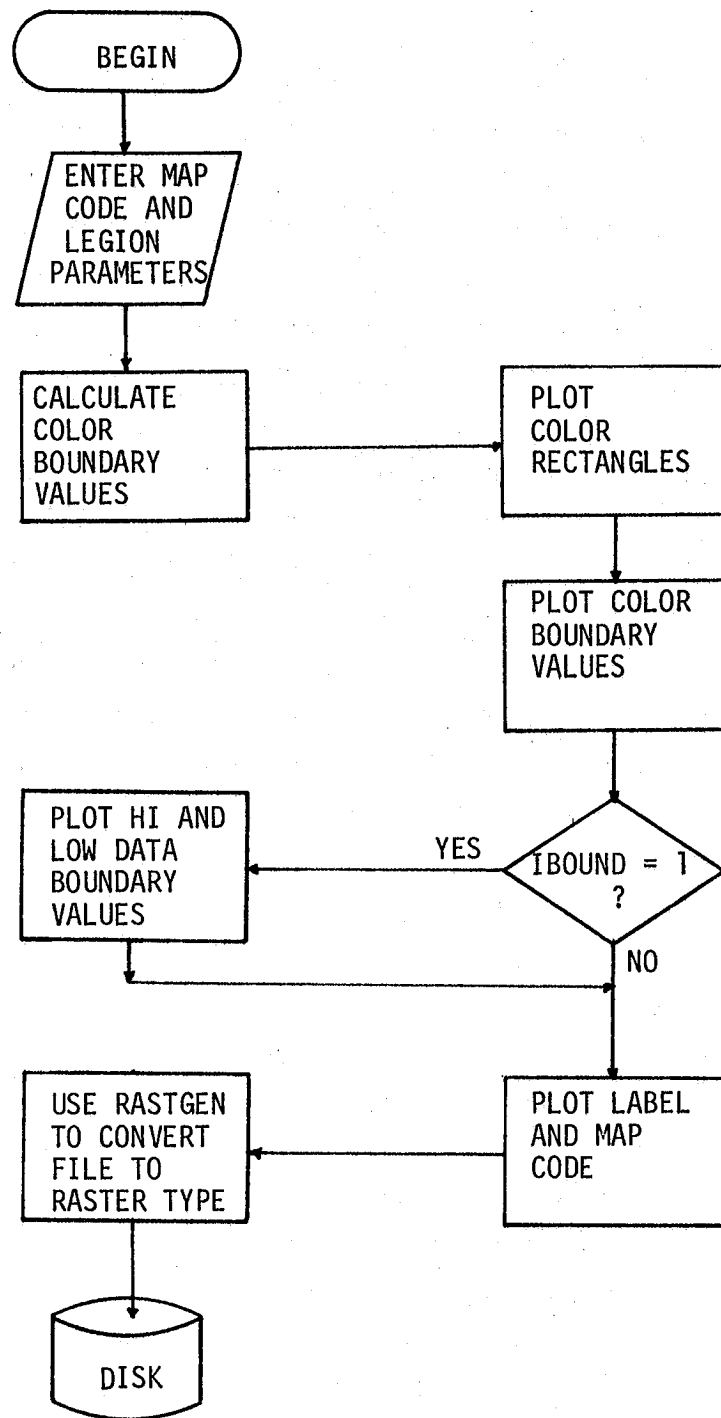 BEGIN
ENTER MAP
CODE AND
LEGION
PARAMETERS
CALCULATE
COLOR
BOUNDARY
VALUES
PLOT
COLOR
RECTANGLES
PLOT COLOR
BOUNDARY
VALUES
IBOUND = 1
?
YES
NO
PLOT HI AND
LOW DATA
BOUNDARY
VALUES
PLOT LABEL
AND MAP
CODE
USE RASTGEN
TO CONVERT
FILE TO
RASTER TYPE
DISK